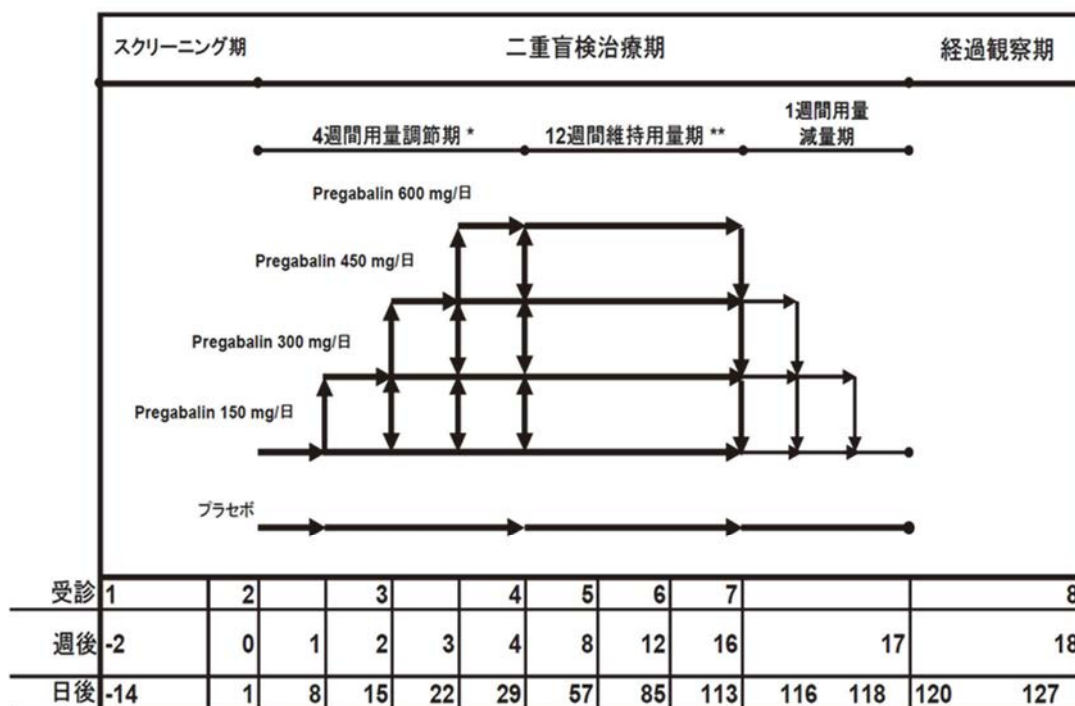 スクリーニング期 二重盲検治療期 経過観察期
4週間用量調節期 * 12週間維持用量期 ** 1週間用量
減量期
Pregabalin 600 mg/日
Pregabalin 450 mg/日
Pregabalin 300 mg/日
Pregabalin 150 mg/日
プラセボ
受診 1 2 3 4 5 6 7 8
週後 -2 0 1 2 3 4 8 12 16 17 18
日後 -14 1 8 15 22 29 57 85 113 116 118 120 127